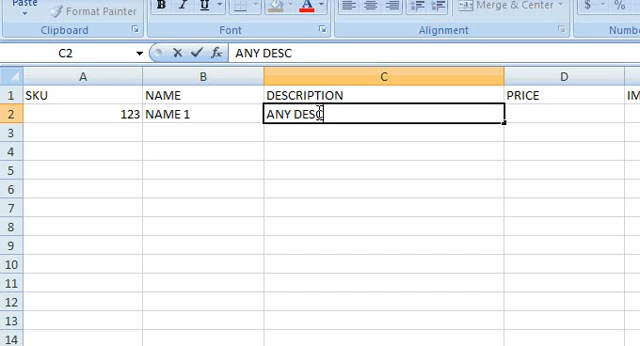 Paste
Format Painter
B I U
A
Merge & Center
$ %
Clipboard
Font
Alignment
C2
fx
ANY DESC
A B C D
1 SKU NAME DESCRIPTION PRICE IM
2 123 NAME 1 ANY DESC
3
4
5
6
7
8
9
10
11
12
13
14